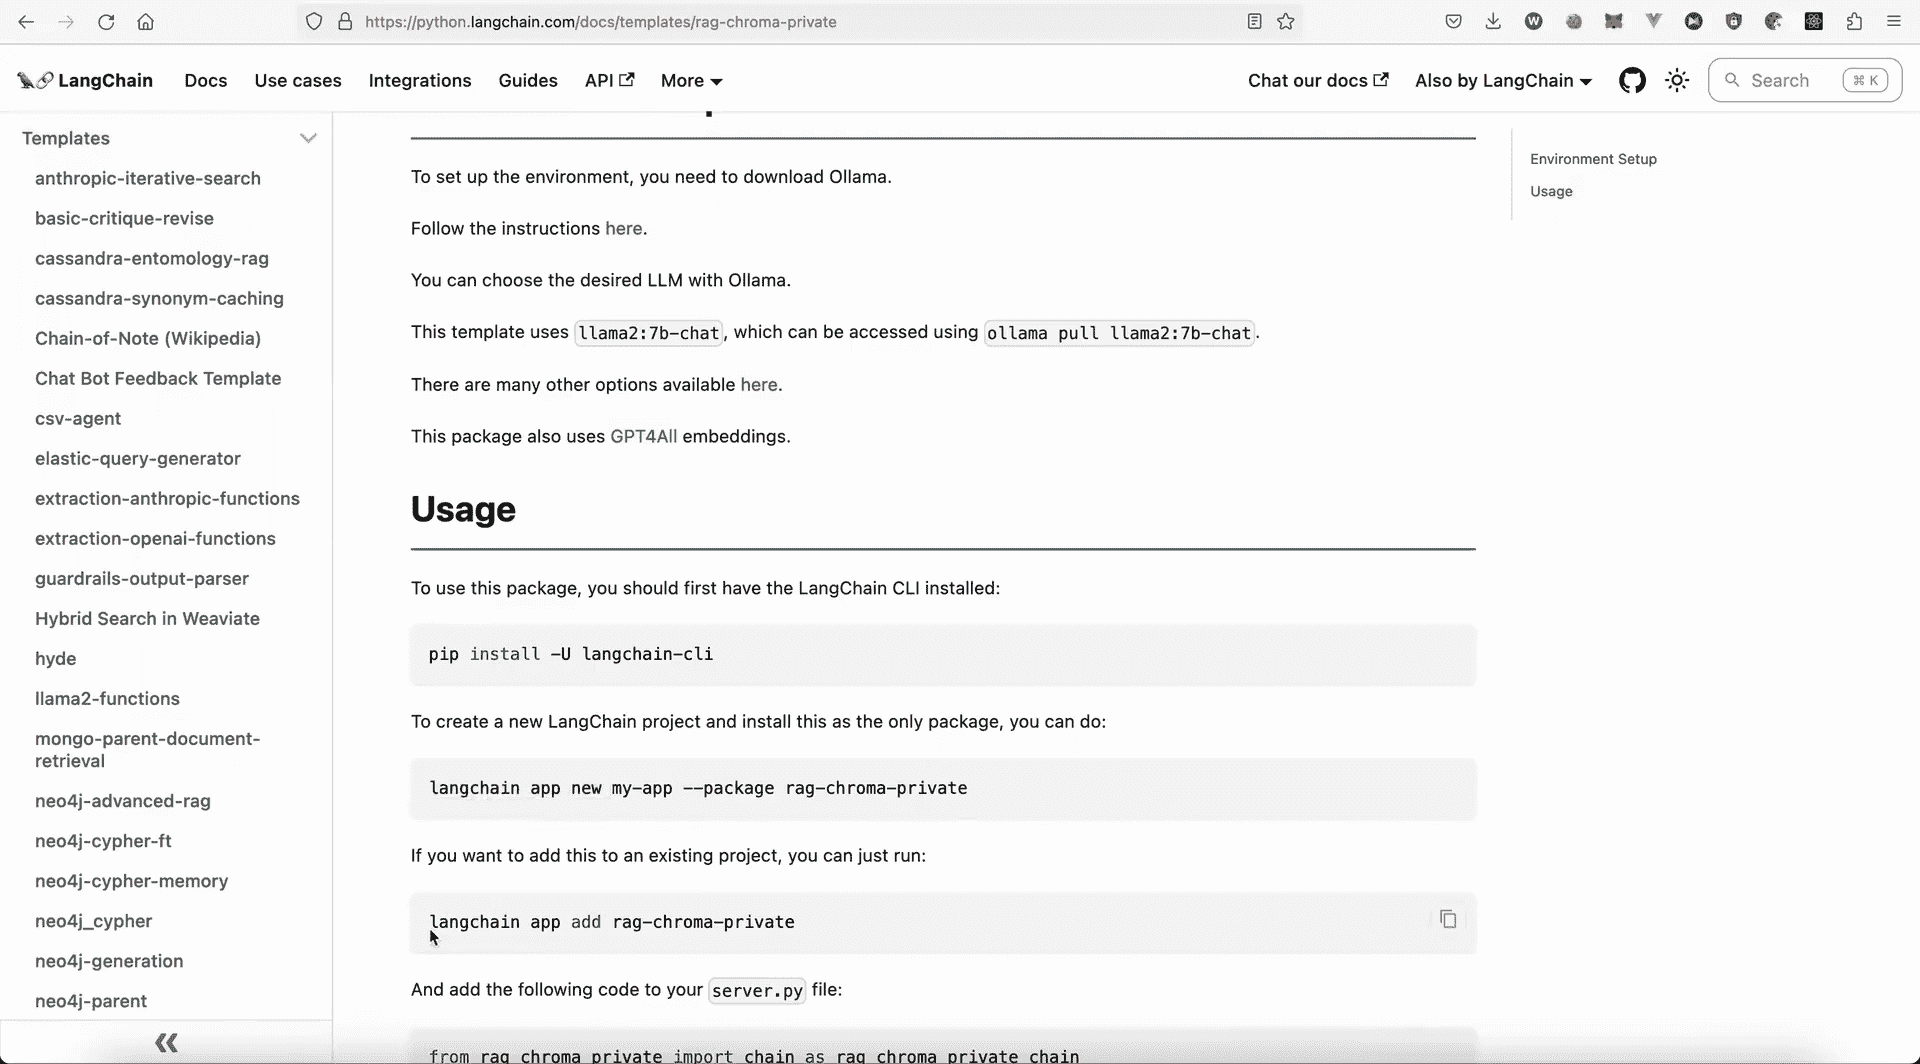 https://python.langchain.com/docs/templates/rag-chroma-private
W
LangChain
Docs
Use cases
Integrations
Guides
API
More
Chat our docs
Also by LangChain
Search
⌘ K
Templates
anthropic-iterative-search
basic-critique-revise
cassandra-entomology-rag
cassandra-synonym-caching
Chain-of-Note (Wikipedia)
Chat Bot Feedback Template
csv-agent
elastic-query-generator
extraction-anthropic-functions
extraction-openai-functions
guardrails-output-parser
Hybrid Search in Weaviate
hyde
llama2-functions
mongo-parent-document-
retrieval
neo4j-advanced-rag
neo4j-cypher-ft
neo4j-cypher-memory
neo4j_cypher
neo4j-generation
neo4j-parent
To set up the environment, you need to download Ollama.
Follow the instructions here.
You can choose the desired LLM with Ollama.
This template uses llama2:7b-chat, which can be accessed using ollama pull llama2:7b-chat.
There are many other options available here.
This package also uses GPT4All embeddings.
Usage
To use this package, you should first have the LangChain CLI installed:
pip install -U langchain-cli
To create a new LangChain project and install this as the only package, you can do:
langchain app new my-app --package rag-chroma-private
If you want to add this to an existing project, you can just run:
langchain app add rag-chroma-private
And add the following code to your server.py file:
from rag_chroma_private import chain as rag_chroma_private_chain
Environment Setup
Usage